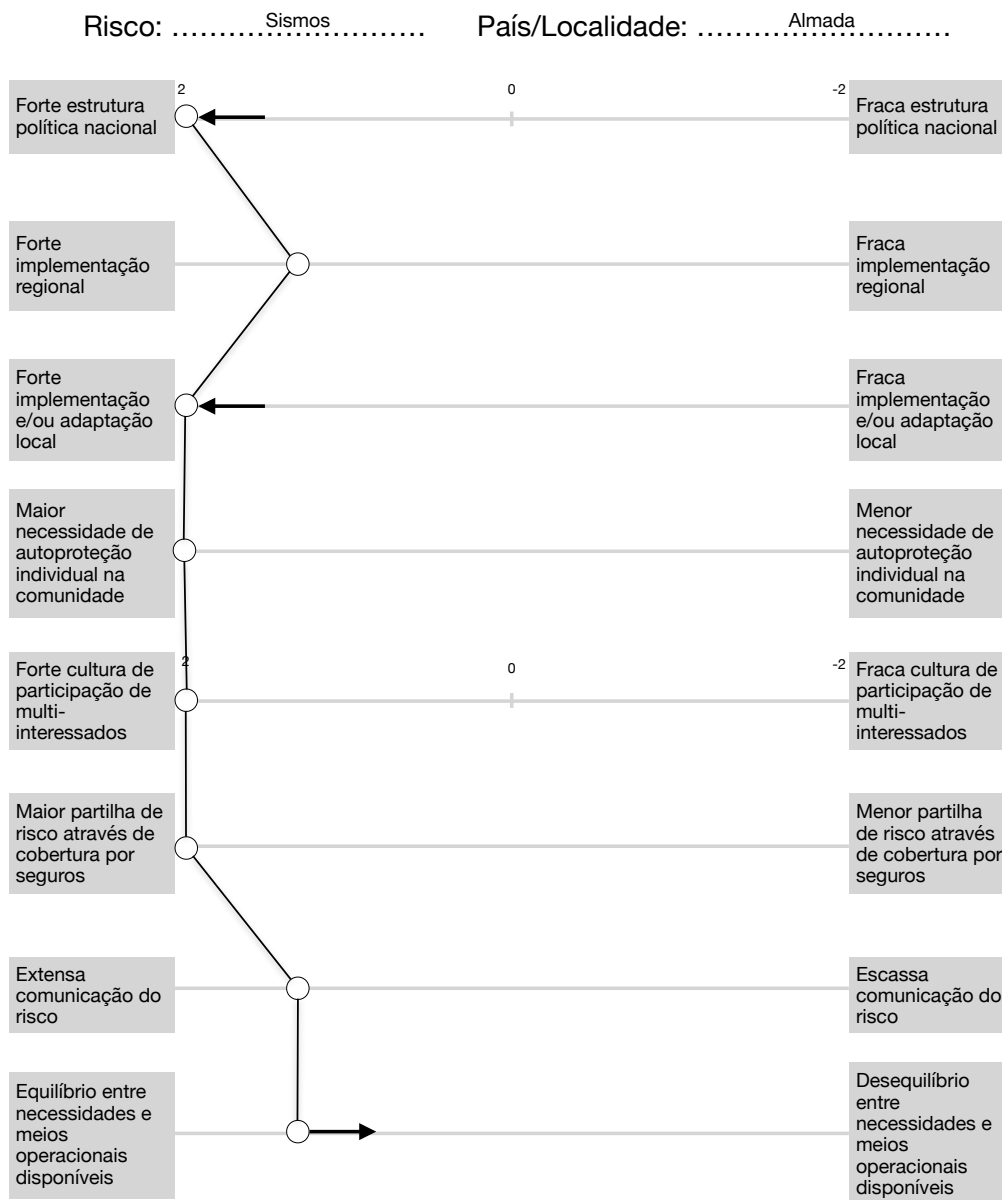 Risco: .......................... País/Localidade: ..........................
Sismos Almada
2 0 -2
Forte estrutura
política nacional
Fraca estrutura
política nacional
Forte
implementação
regional
Fraca
implementação
regional
Forte
implementação
e/ou adaptação
local
Fraca
implementação
e/ou adaptação
local
Maior
necessidade de
autoproteção
individual na
comunidade
Menor
necessidade de
autoproteção
individual na
comunidade
2 0 -2
Forte cultura de
participação de
multi-
interessados
Fraca cultura de
participação de
multi-
interessados
Maior partilha de
risco através de
cobertura por
seguros
Menor partilha
de risco através
de cobertura por
seguros
Extensa
comunicação do
risco
Escassa
comunicação do
risco
Equilíbrio entre
necessidades e
meios
operacionais
disponíveis
Desequilíbrio
entre
necessidades e
meios
operacionais
disponíveis